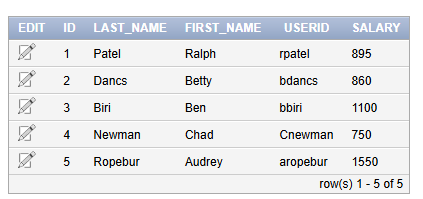 EDIT ID LAST_NAME FIRST_NAME USERID SALARY
1 Patel Ralph rpatel 895
2 Dancs Betty bdancs 860
3 Biri Ben bbiri 1100
4 Newman Chad Cnewman 750
5 Ropebur Audrey aropebur 1550
row(s) 1 - 5 of 5